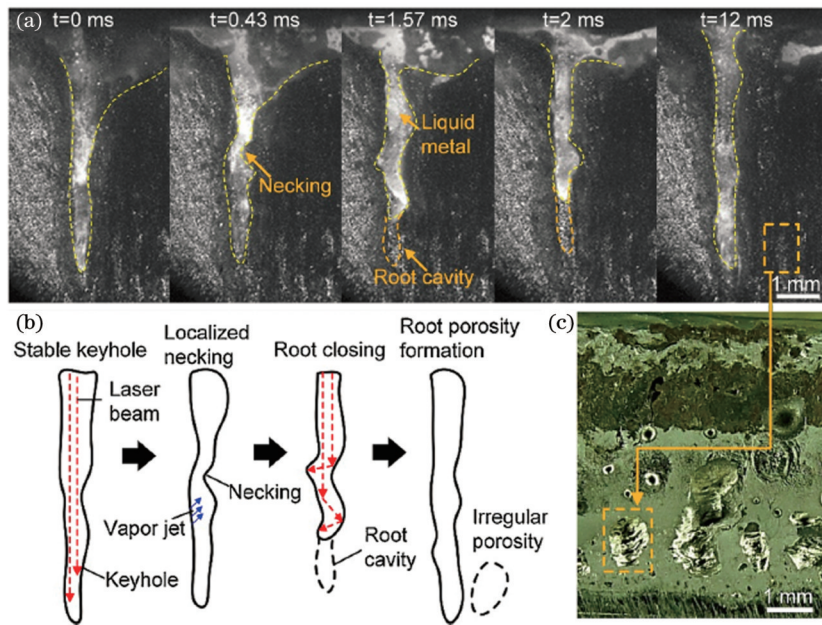 (a)
t=0 ms
t=0.43 ms
t=1.57 ms
t=2 ms
t=12 ms
Necking
Liquid
metal
Root cavity
1 mm
(b)
Stable keyhole
Laser
beam
Keyhole
Localized
necking
Vapor jet
Necking
Root closing
Root
cavity
Root porosity
formation
Irregular
porosity
(c)
1 mm